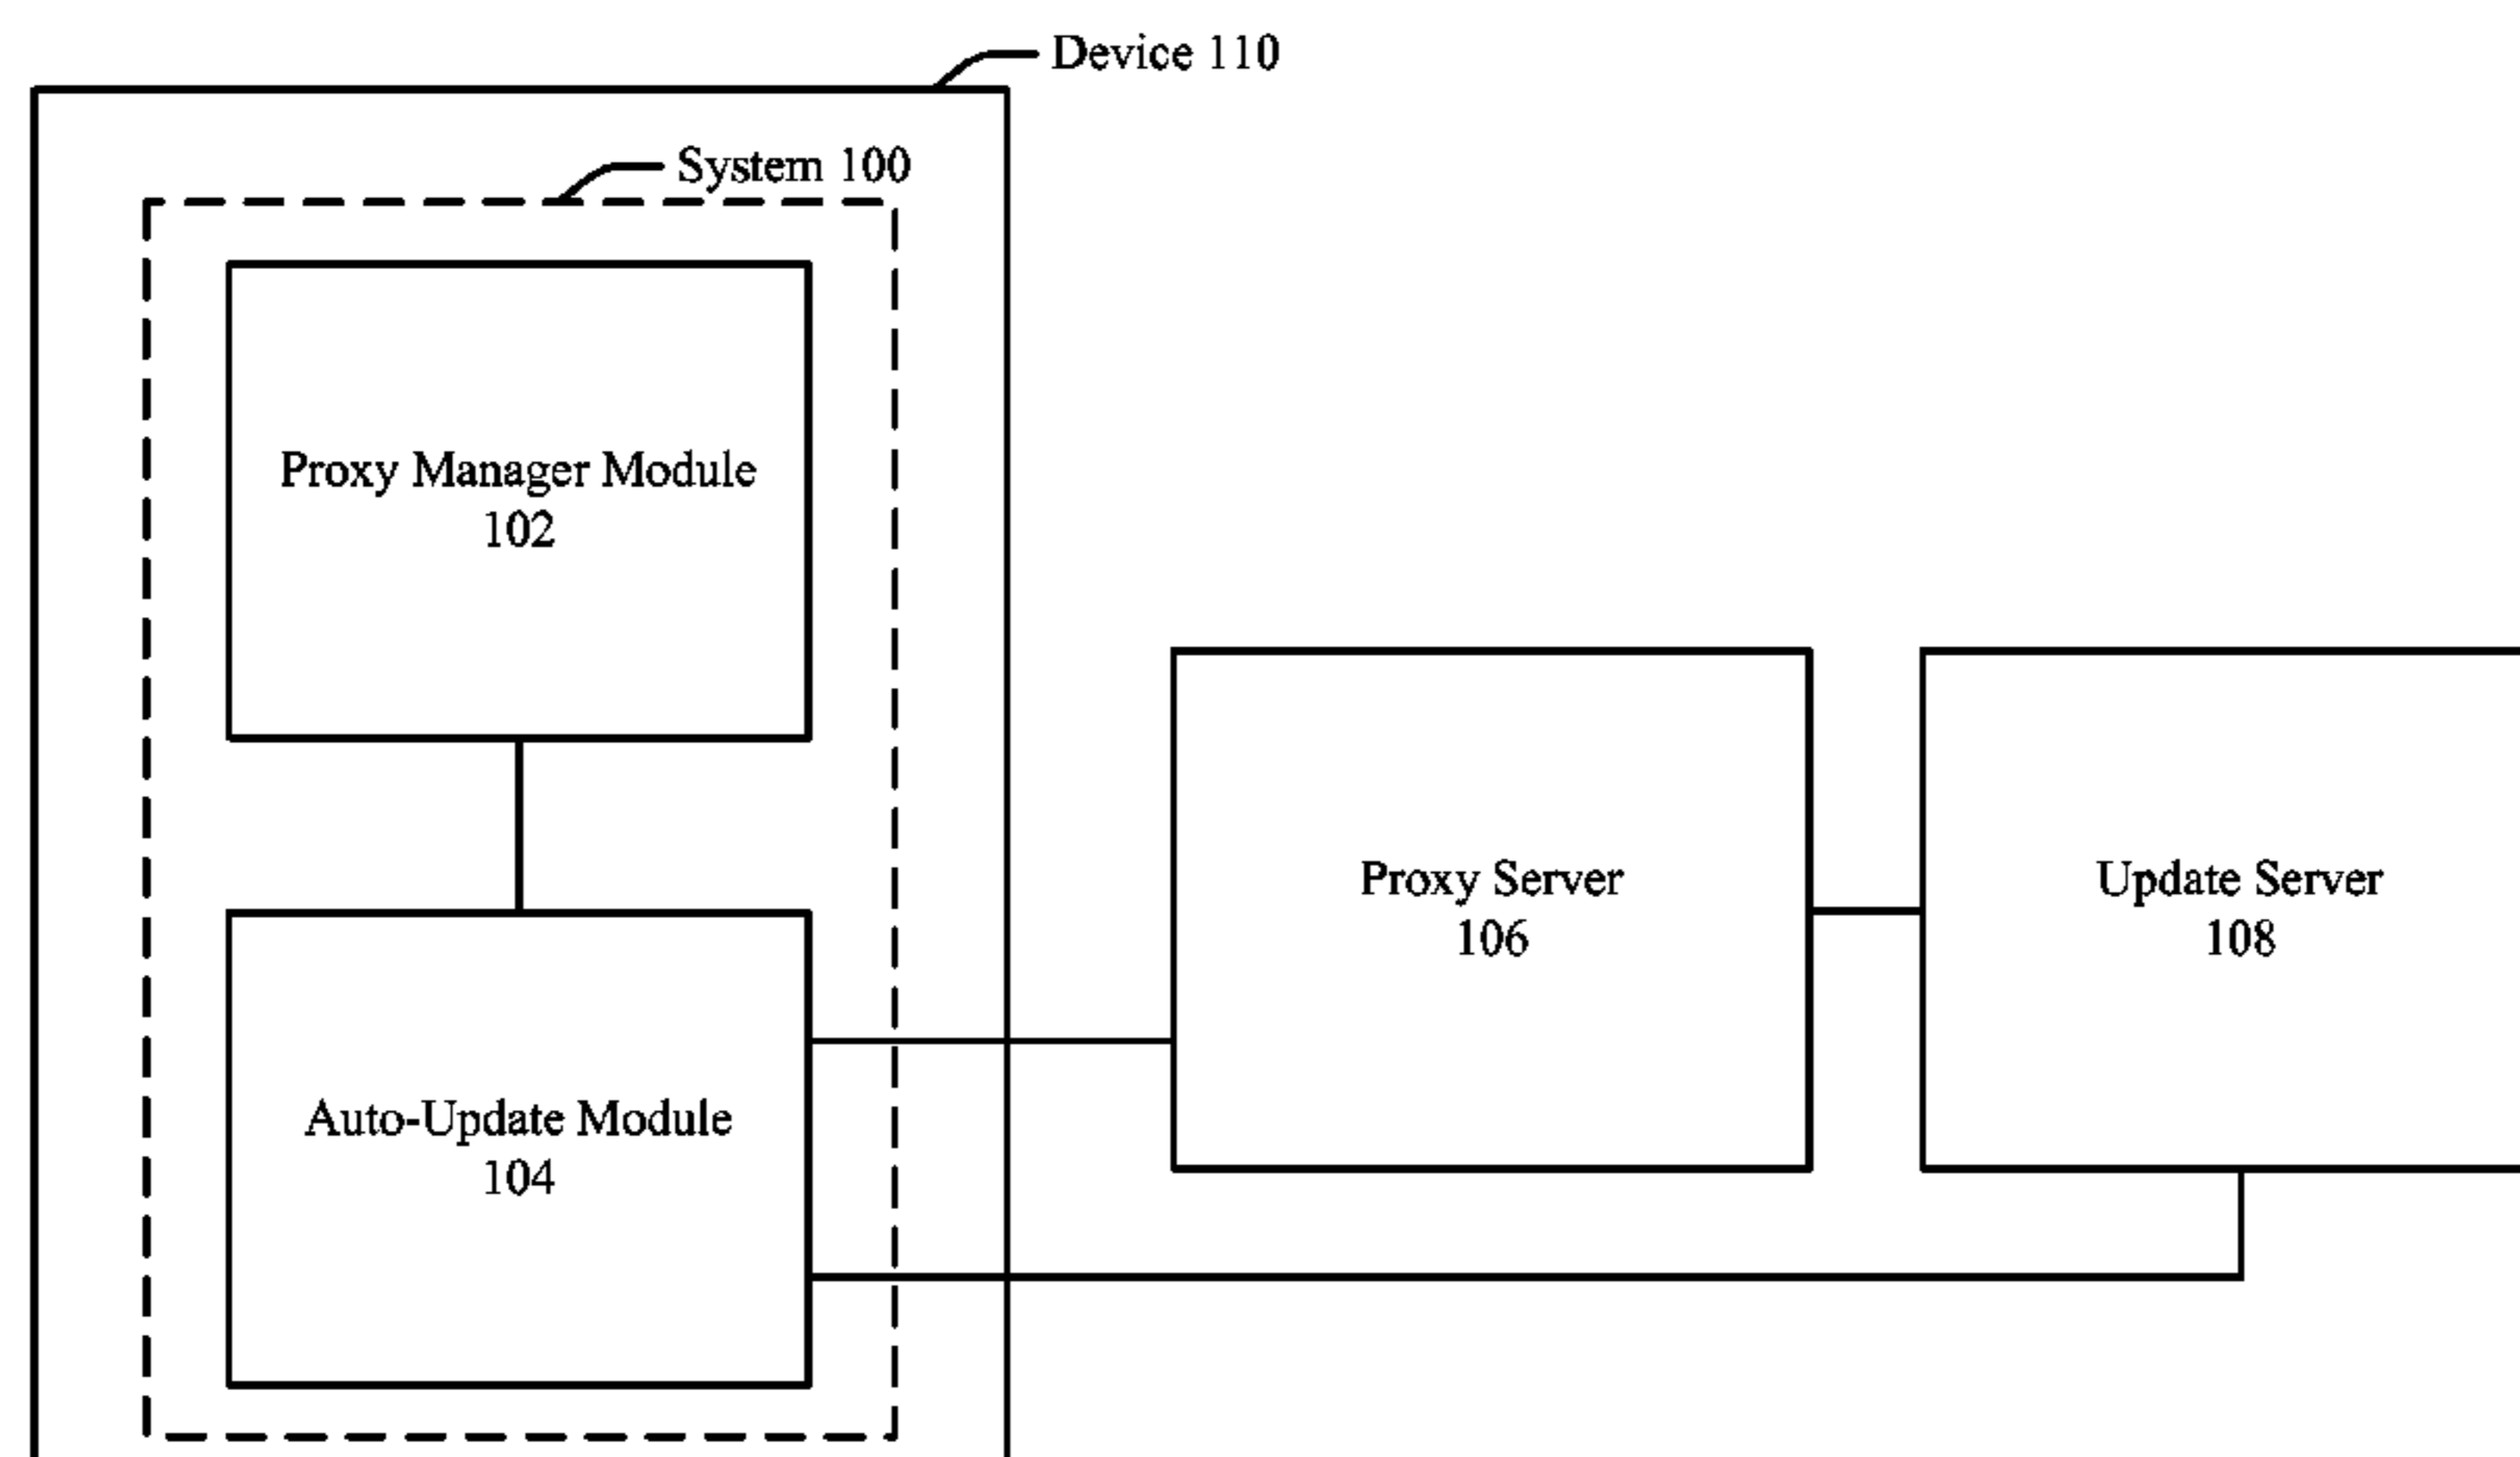 Device 110
System 100
Proxy Manager Module
102
Proxy Server
106
Update Server
108
Auto-Update Module
104